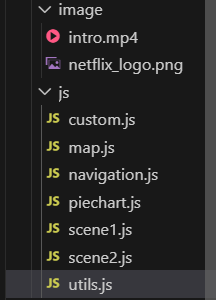 image
intro.mp4
netflix_logo.png
js
JS custom.js
JS map.js
JS navigation.js
JS piechart.js
JS scene1.js
JS scene2.js
JS utils.js